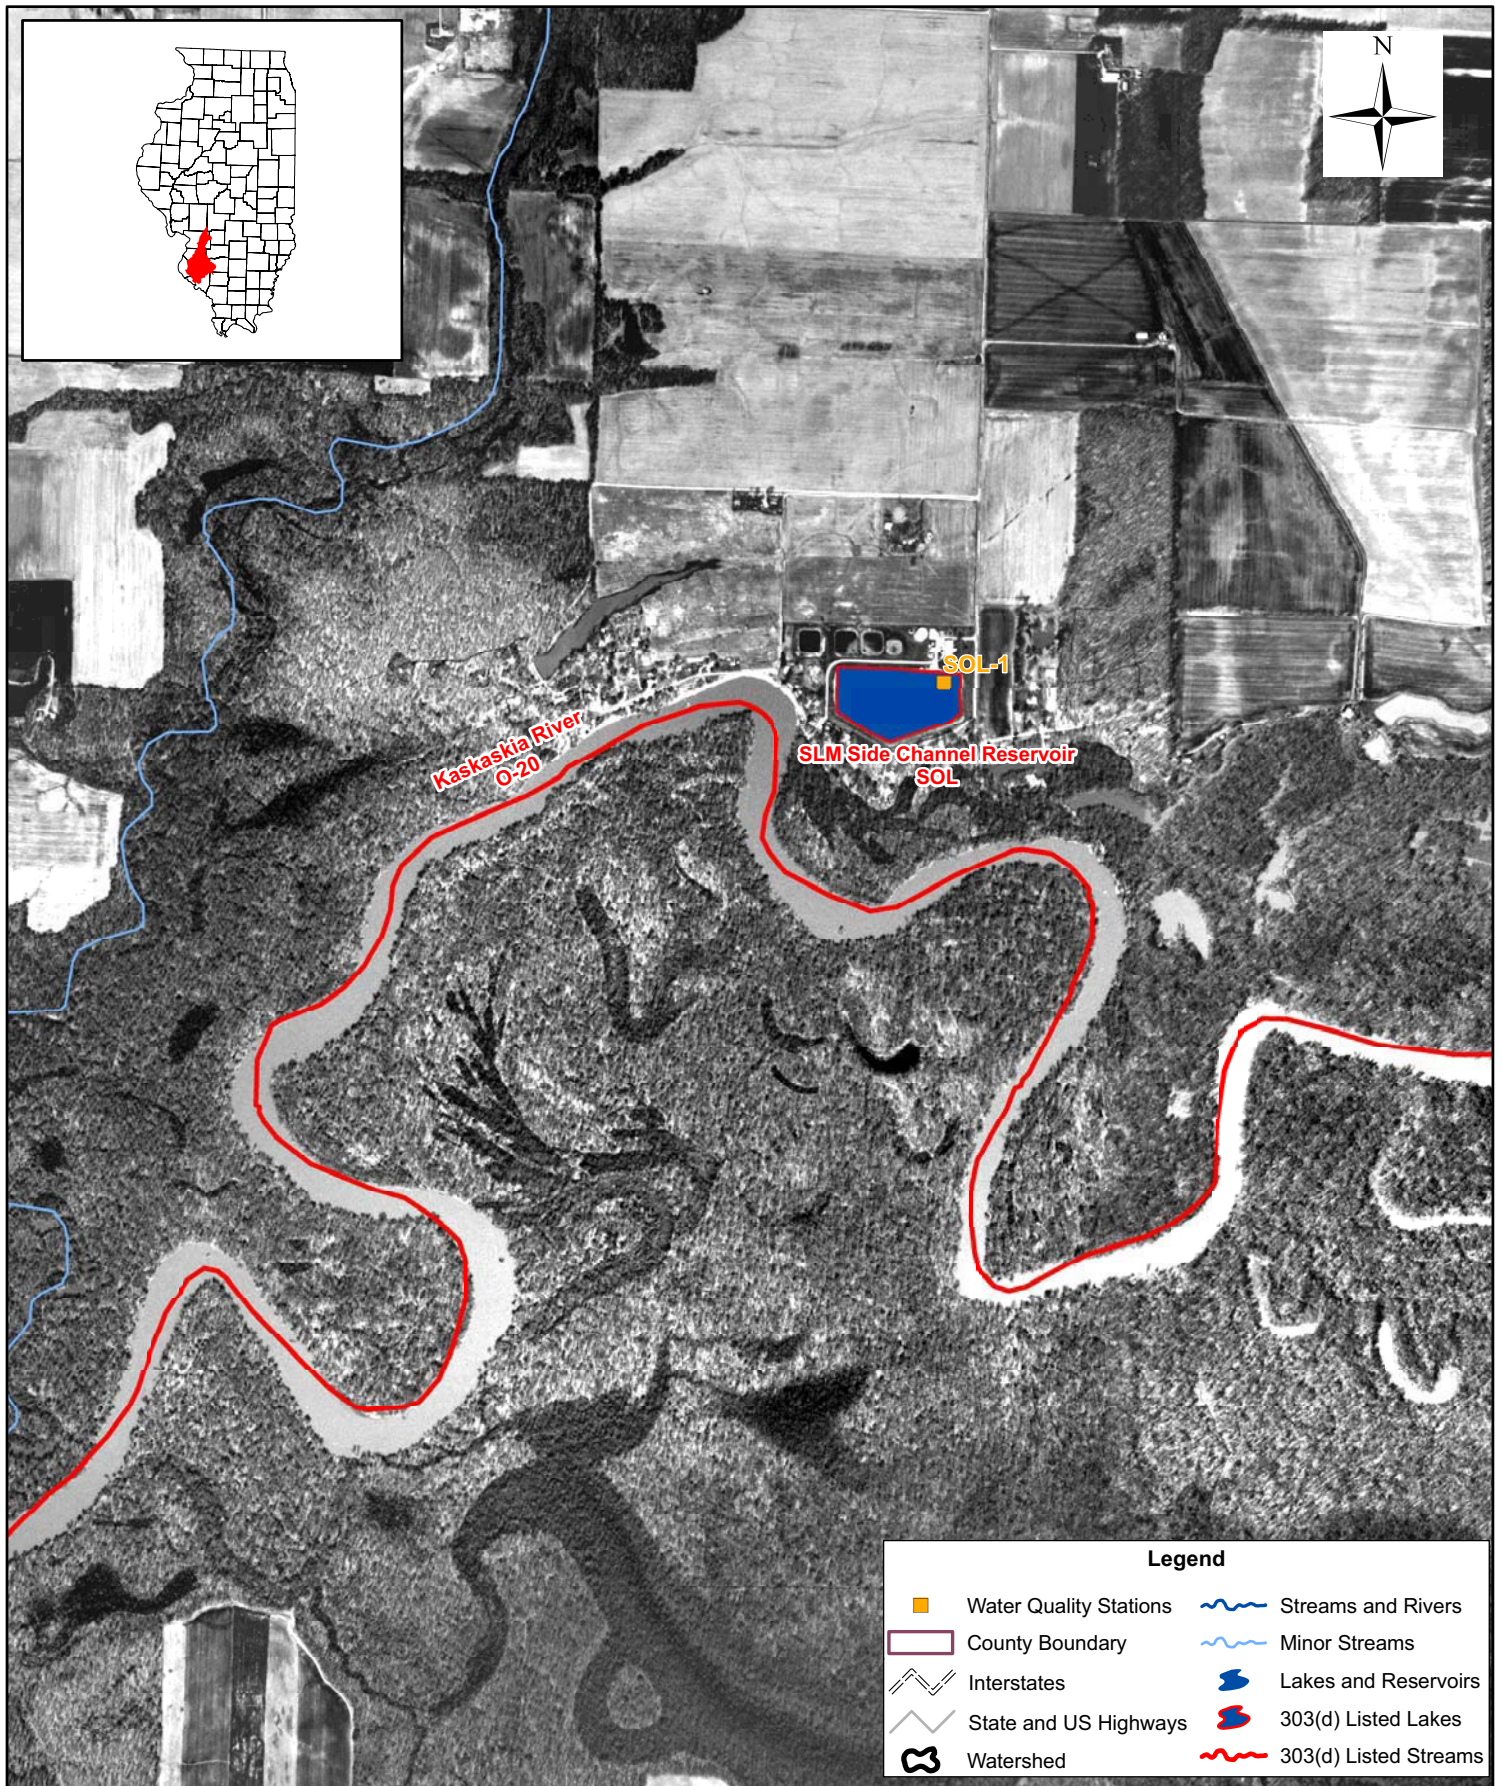 N
SOL-1
Kaskaskia River
O-20
SLM Side Channel Reservoir
SOL
Legend
Water Quality Stations
County Boundary
Interstates
State and US Highways
Watershed
Streams and Rivers
Minor Streams
Lakes and Reservoirs
303(d) Listed Lakes
303(d) Listed Streams